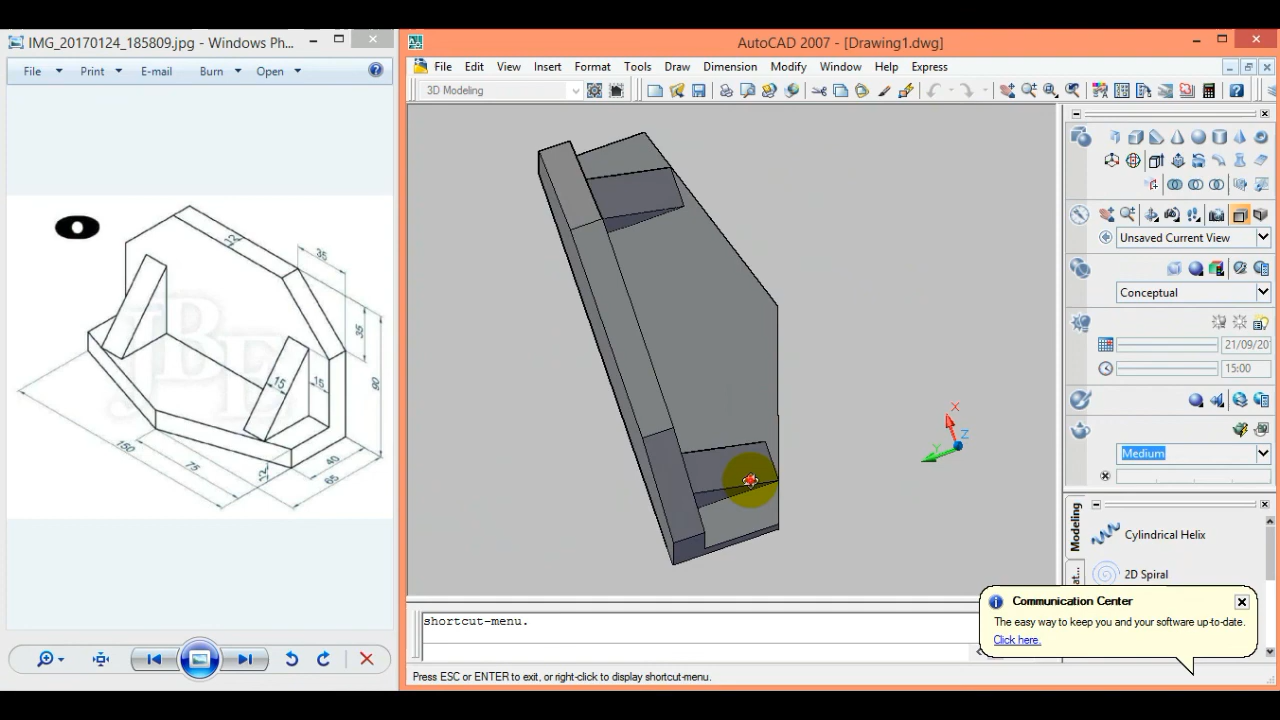 IMG_20170124_185809.jpg - Windows Ph...
File
Print
E-mail
Burn
Open
12
35
35
90
15
15
JBE
150
75
12
40
65
AutoCAD 2007 - [Drawing1.dwg]
File Edit View Insert Format Tools Draw Dimension Modify Window Help Express
3D Modeling
X
Y
Z
Unsaved Current View
Conceptual
21/09/20
15:00
Medium
Modeling
Cylindrical Helix
2D Spiral
at...
Communication Center
The easy way to keep you and your software up-to-date.
Click here.
shortcut-menu.
Press ESC or ENTER to exit, or right-click to display shortcut-menu.